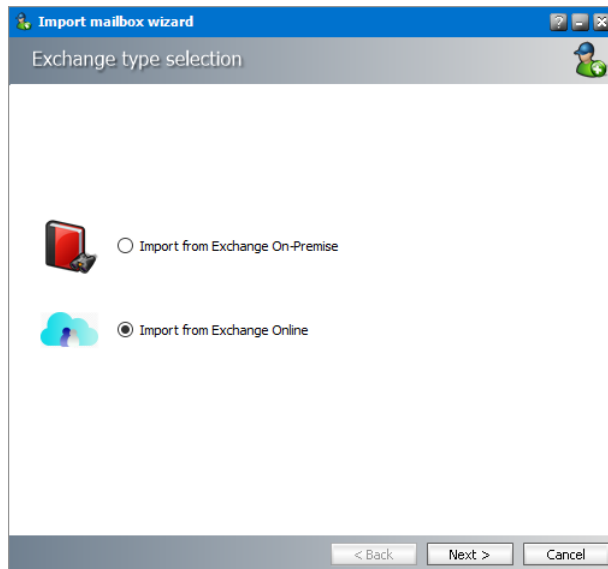 Import mailbox wizard
Exchange type selection
Import from Exchange On-Premise
Import from Exchange Online
< Back Next > Cancel